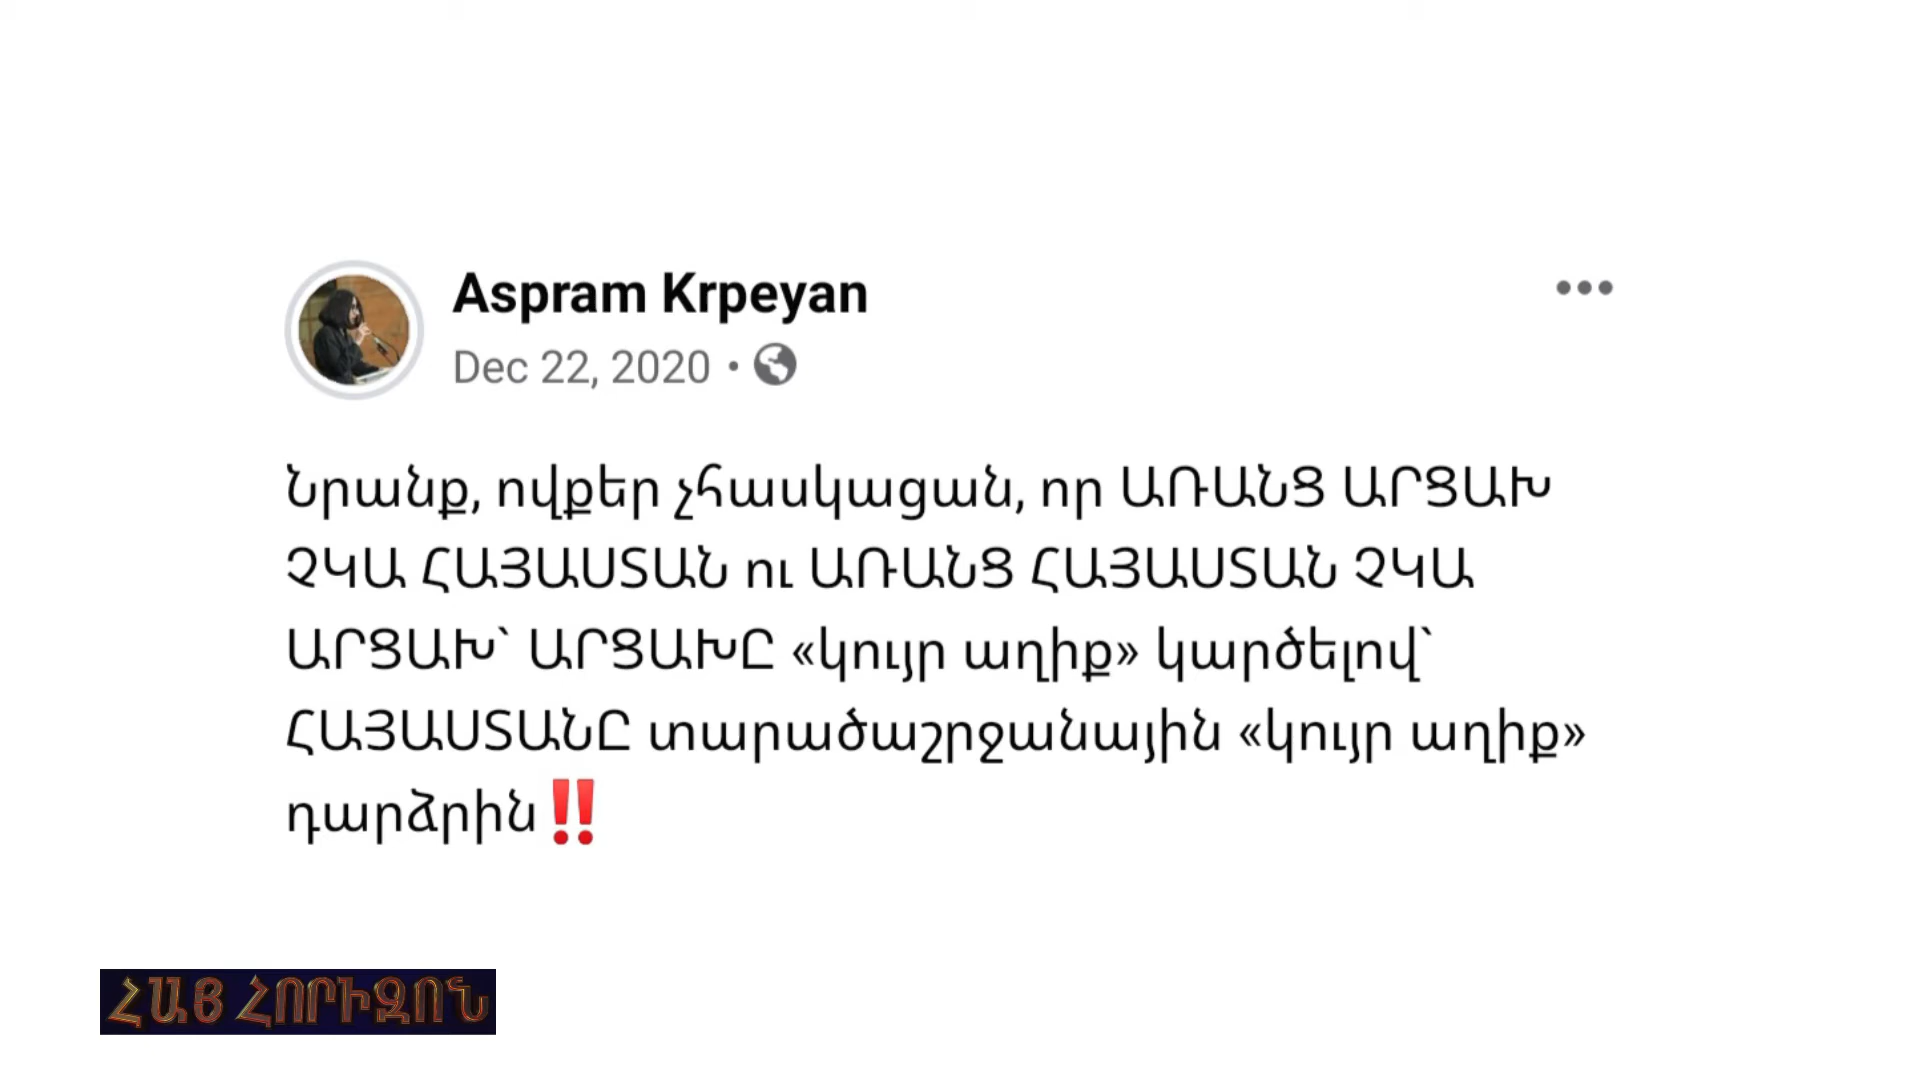 Aspram Krpeyan
Dec 22, 2020 •
Նրանք, ովքեր չհասկացան, որ ԱՌԱՆՑ ԱՐՑԱԽ
ՉԿԱ ՀԱՅԱՍՏԱՆ ու ԱՌԱՆՑ ՀԱՅԱՍՏԱՆ ՉԿԱ
ԱՐՑԱԽ՝ ԱՐՑԱԽԸ «կույր աղիք» կարծելով՝
ՀԱՅԱՍՏԱՆԸ տարածաշրջանային «կույր աղիք»
դարձրին‼️
ՀԱՅ ՀՈՐԻԶՈՆ